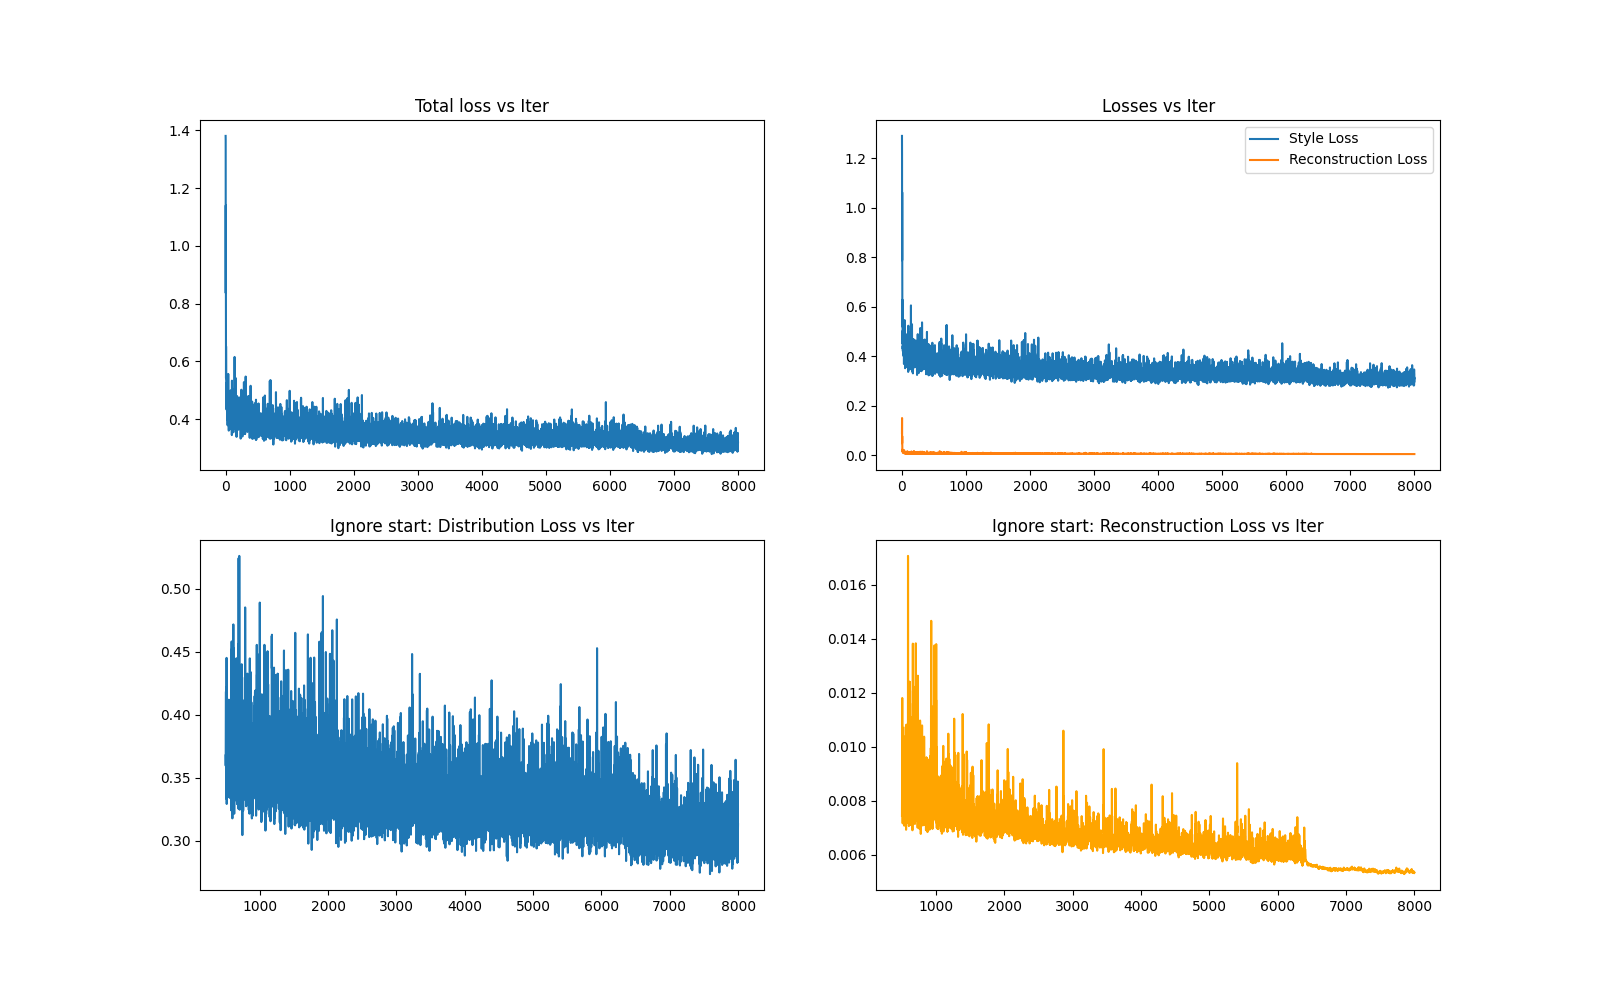 Total loss vs Iter
1.4
1.2
1.0
0.8
0.6
0.4
0 1000 2000 3000 4000 5000 6000 7000 8000
Losses vs Iter
Style Loss
Reconstruction Loss
1.2
1.0
0.8
0.6
0.4
0.2
0.0
0 1000 2000 3000 4000 5000 6000 7000 8000
Ignore start: Distribution Loss vs Iter
0.50
0.45
0.40
0.35
0.30
1000 2000 3000 4000 5000 6000 7000 8000
Ignore start: Reconstruction Loss vs Iter
0.016
0.014
0.012
0.010
0.008
0.006
1000 2000 3000 4000 5000 6000 7000 8000